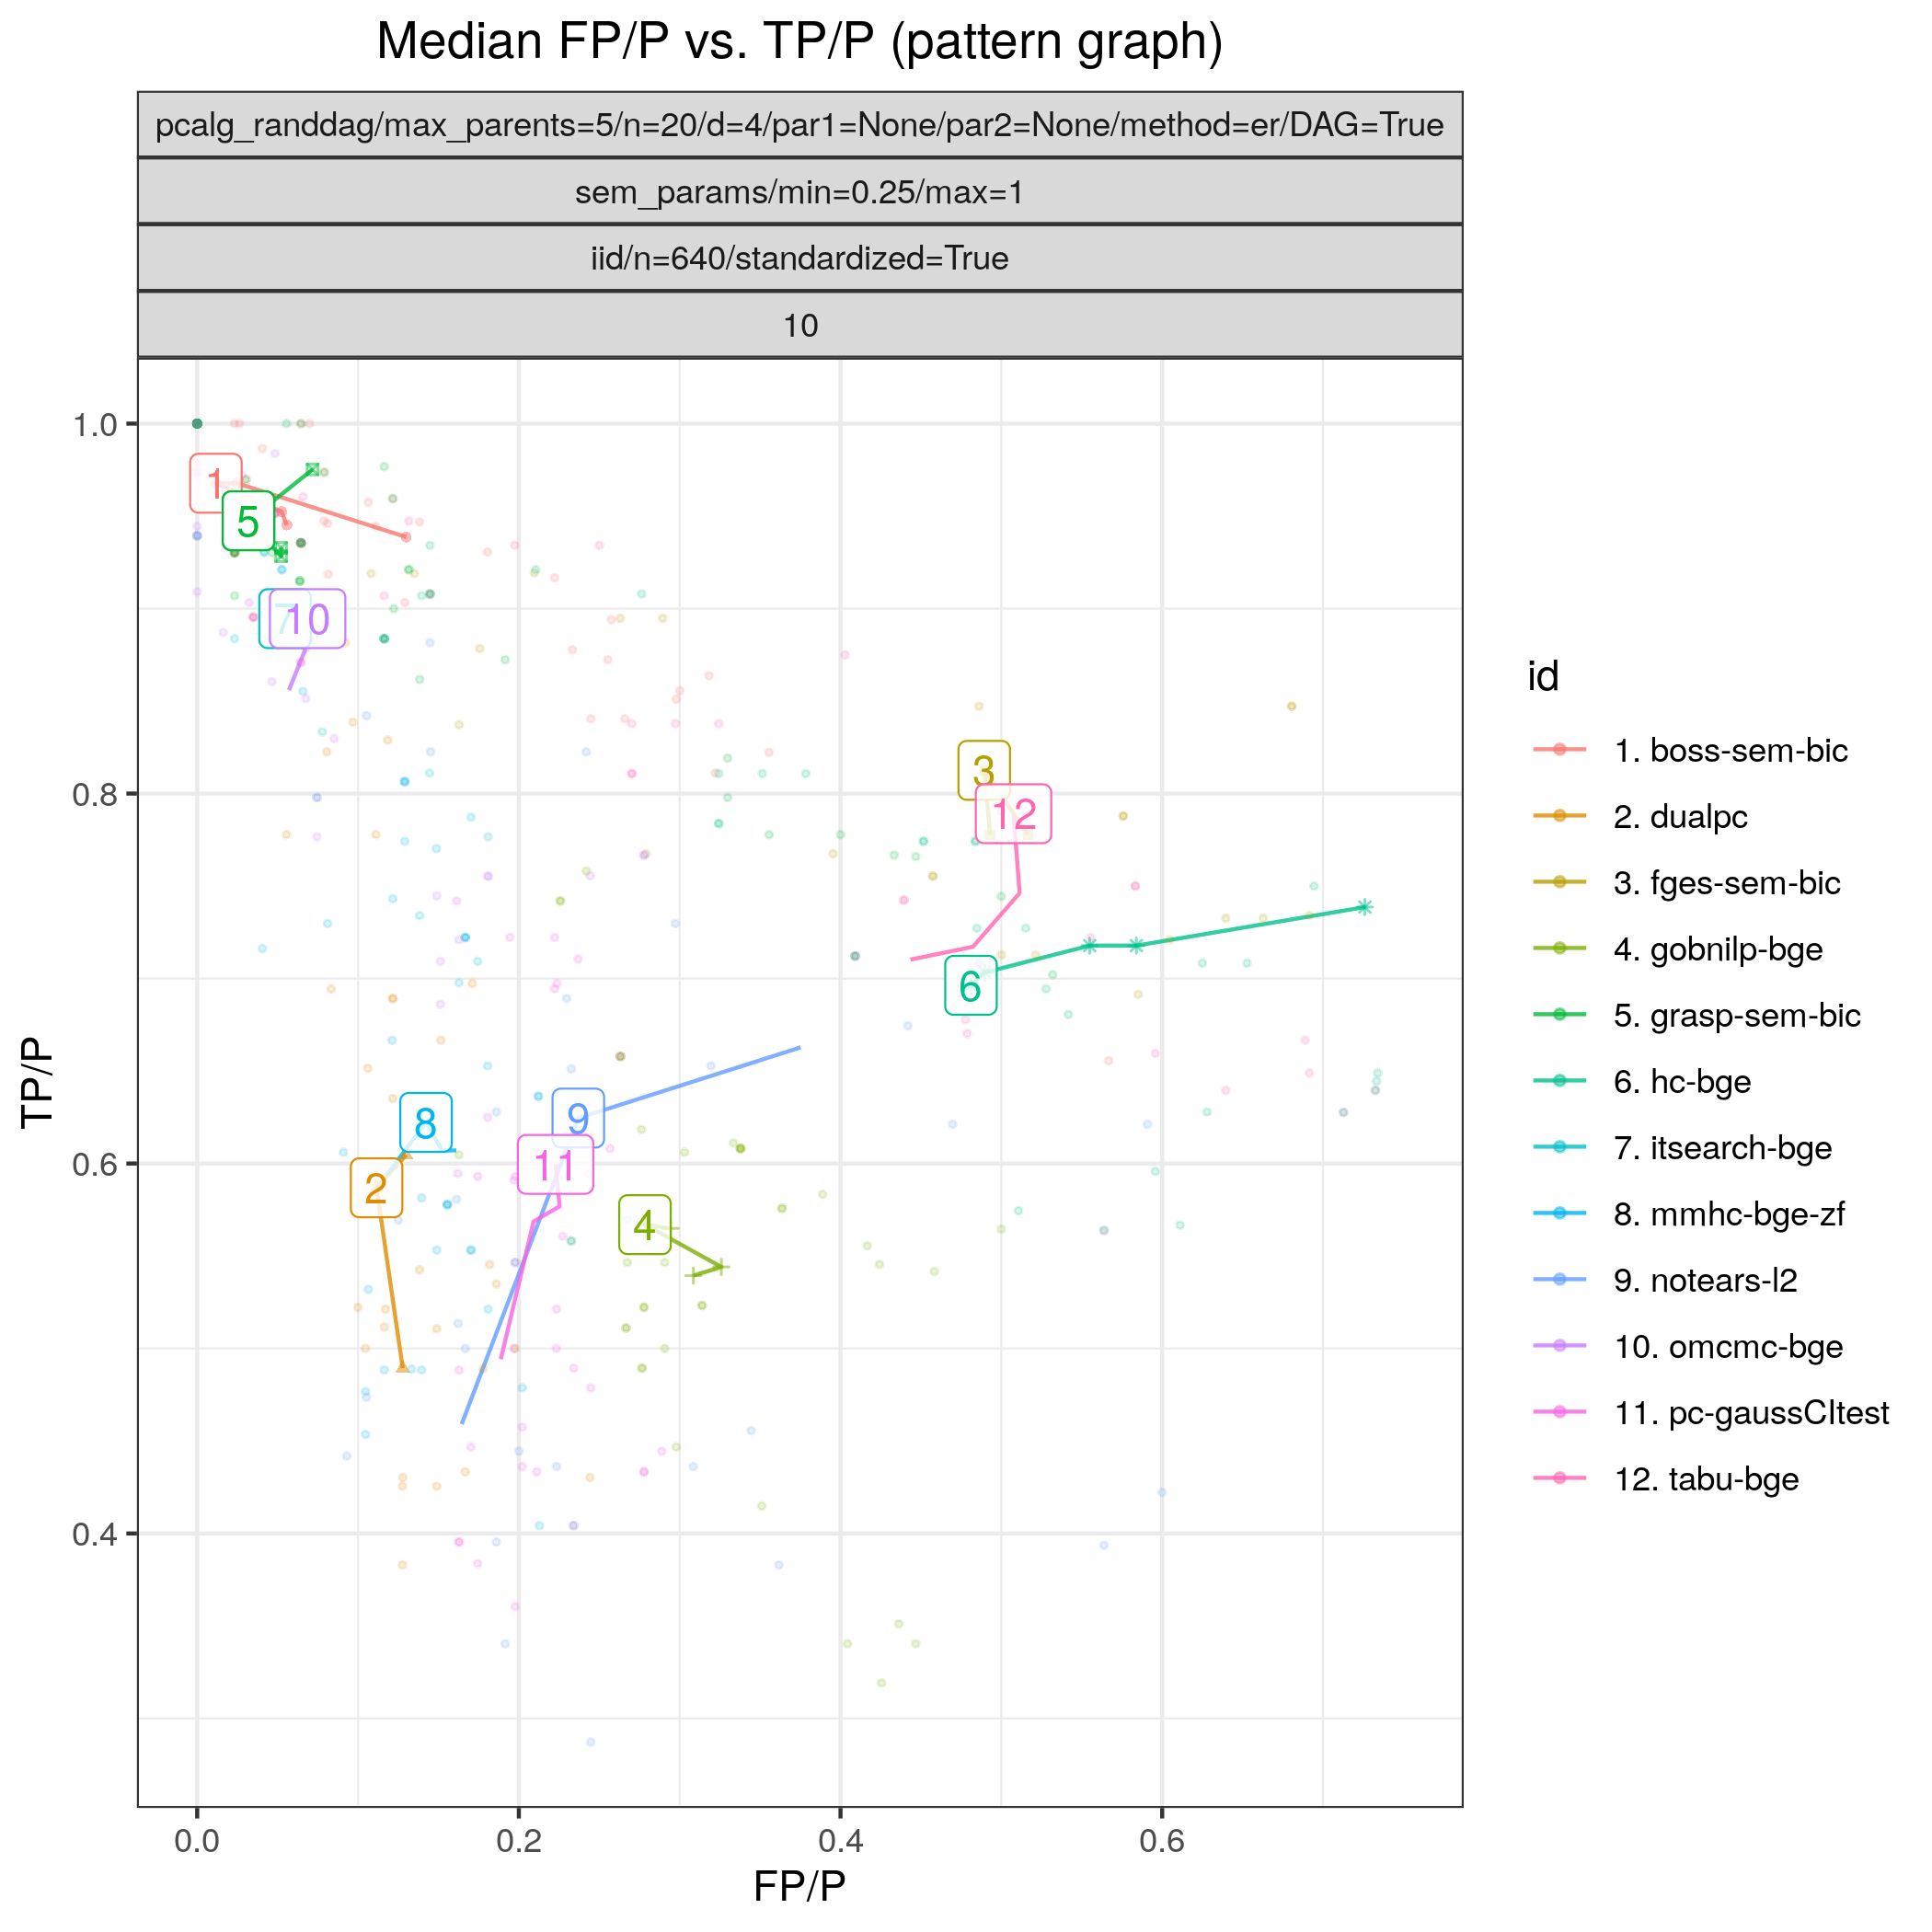 Median FP/P vs. TP/P (pattern graph)
pcalg_randdag/max_parents=5/n=20/d=4/par1=None/par2=None/method=er/DAG=True
sem_params/min=0.25/max=1
iid/n=640/standardized=True
10
1.0
0.8
0.6
0.4
TP/P
1
5
7
10
3
12
6
8
9
2
11
4
0.0 0.2 0.4 0.6
FP/P
id
1. boss-sem-bic
2. dualpc
3. fges-sem-bic
4. gobnilp-bge
5. grasp-sem-bic
6. hc-bge
7. itsearch-bge
8. mmhc-bge-zf
9. notears-l2
10. omcmc-bge
11. pc-gaussCItest
12. tabu-bge